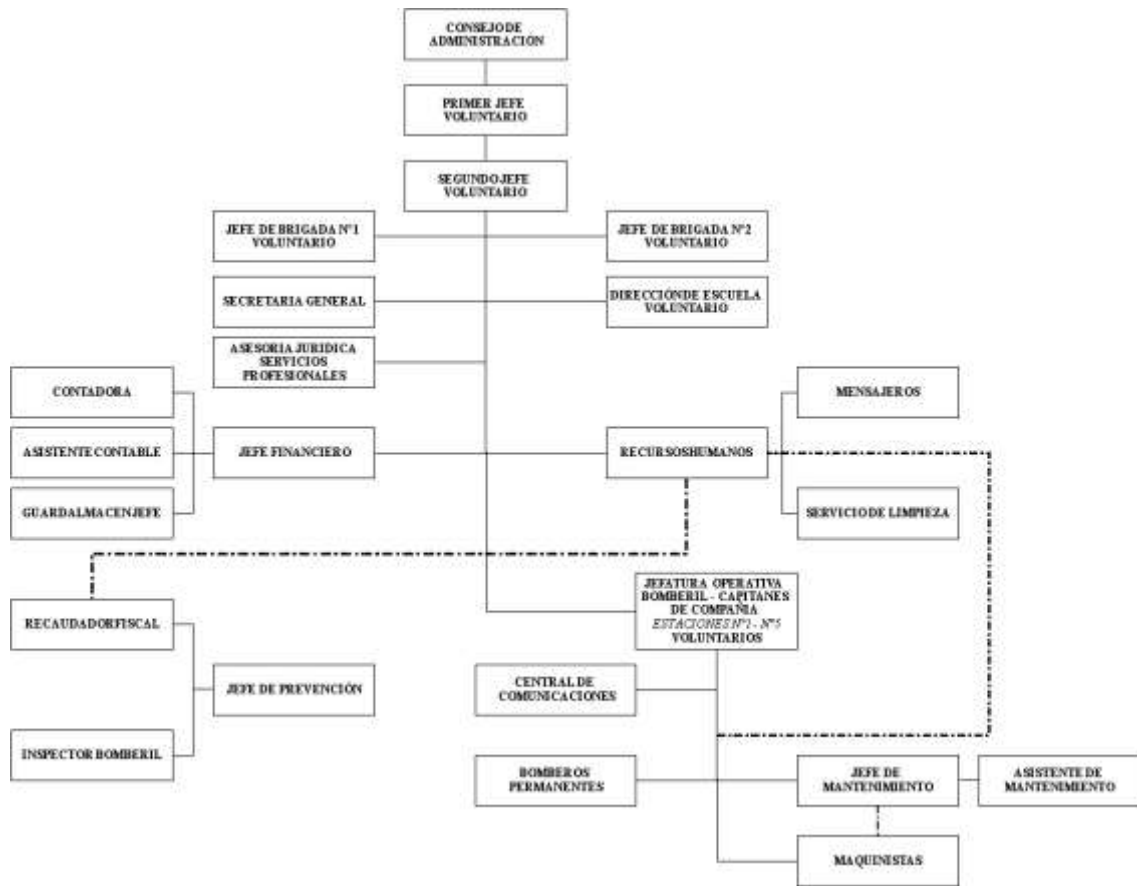 CONSEJO DE
ADMINISTRACIÓN
PRIMER JEFE
VOLUNTARIO
SEGUNDO JEFE
VOLUNTARIO
JEFE DE BRIGADA Nº1
VOLUNTARIO
JEFE DE BRIGADA Nº2
VOLUNTARIO
SECRETARIA GENERAL
DIRECCIÓN DE ESCUELA
VOLUNTARIO
ASESORIA JURIDICA
SERVICIOS
PROFESIONALES
CONTADORA
MENSAJEROS
ASISTENTE CONTABLE
JEFE FINANCIERO
RECURSOS HUMANOS
GUARDALMACEN JEFE
SERVICIO DE LIMPIEZA
JEFATURA OPERATIVA
BOMBERIL - CAPITANES
DE COMPAÑIA
ESTACIONES Nº1 - Nº5
VOLUNTARIOS
RECAUDADOR FISCAL
JEFE DE PREVENCIÓN
CENTRAL DE
COMUNICACIONES
INSPECTOR BOMBERIL
BOMBEROS
PERMANENTES
JEFE DE
MANTENIMIENTO
ASISTENTE DE
MANTENIMIENTO
MAQUINISTAS